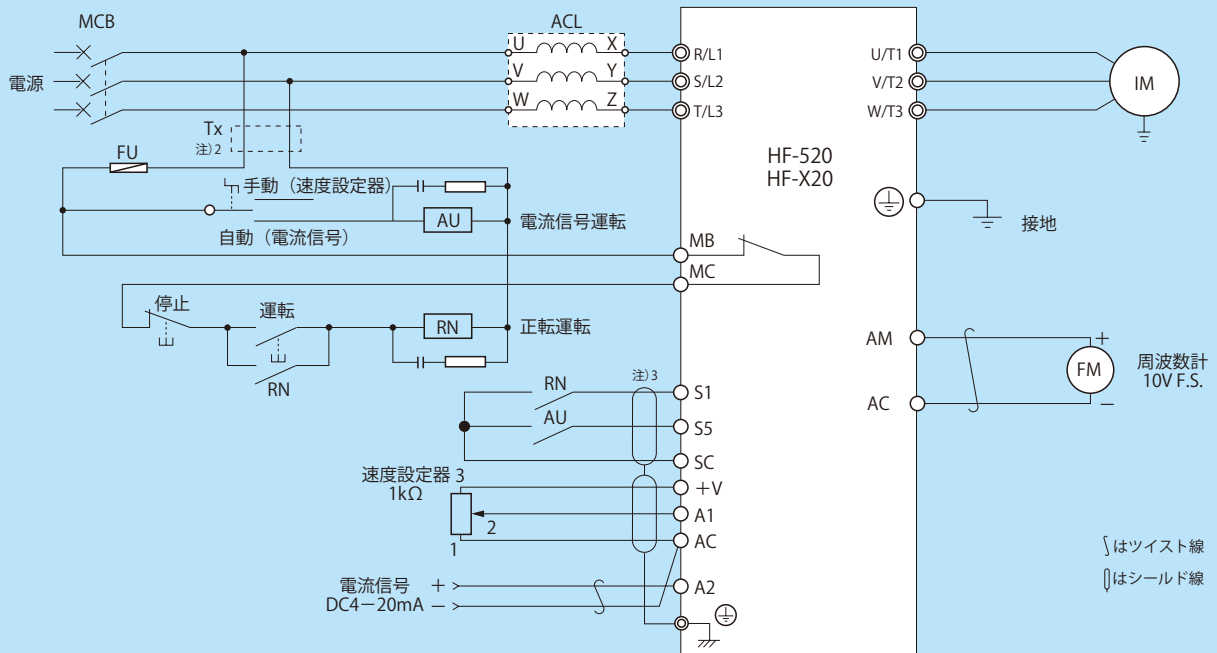 MCB
ACL
電源
U
X
V
Y
W
Z
R/L1
S/L2
T/L3
U/T1
V/T2
W/T3
IM
Tx
注)2
FU
HF-520
HF-X20
手動（速度設定器）
自動（電流信号）
AU
電流信号運転
接地
MB
MC
停止
運転
RN
正転運転
RN
AM
AC
FM
+
−
周波数計
10V F.S.
注)3
RN
S1
AU
S5
SC
速度設定器 3
1kΩ
2
1
+V
A1
AC
電流信号 +
DC4−20mA −
A2
はツイスト線
はシールド線